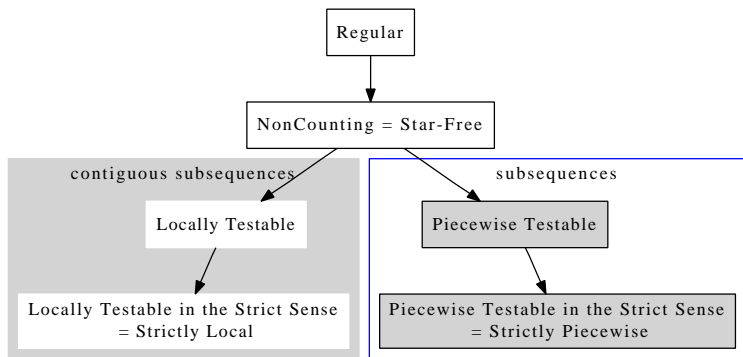 Regular
NonCounting = Star-Free
contiguous subsequences
subsequences
Locally Testable
Piecewise Testable
Locally Testable in the Strict Sense
= Strictly Local
Piecewise Testable in the Strict Sense
= Strictly Piecewise